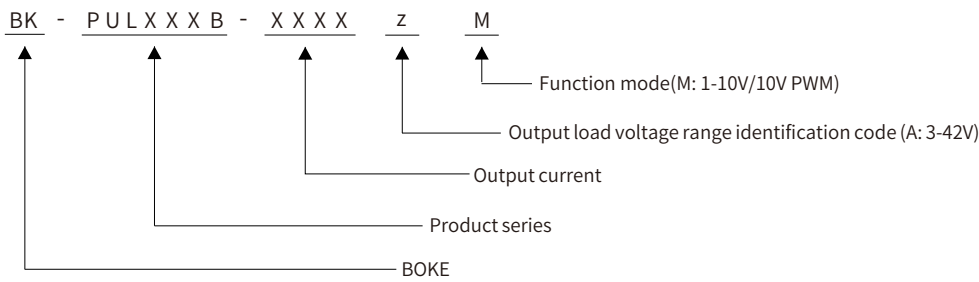 BK - PULXXXB - XXXX z M
Function mode(M: 1-10V/10V PWM)
Output load voltage range identification code (A: 3-42V)
Output current
Product series
BOKE